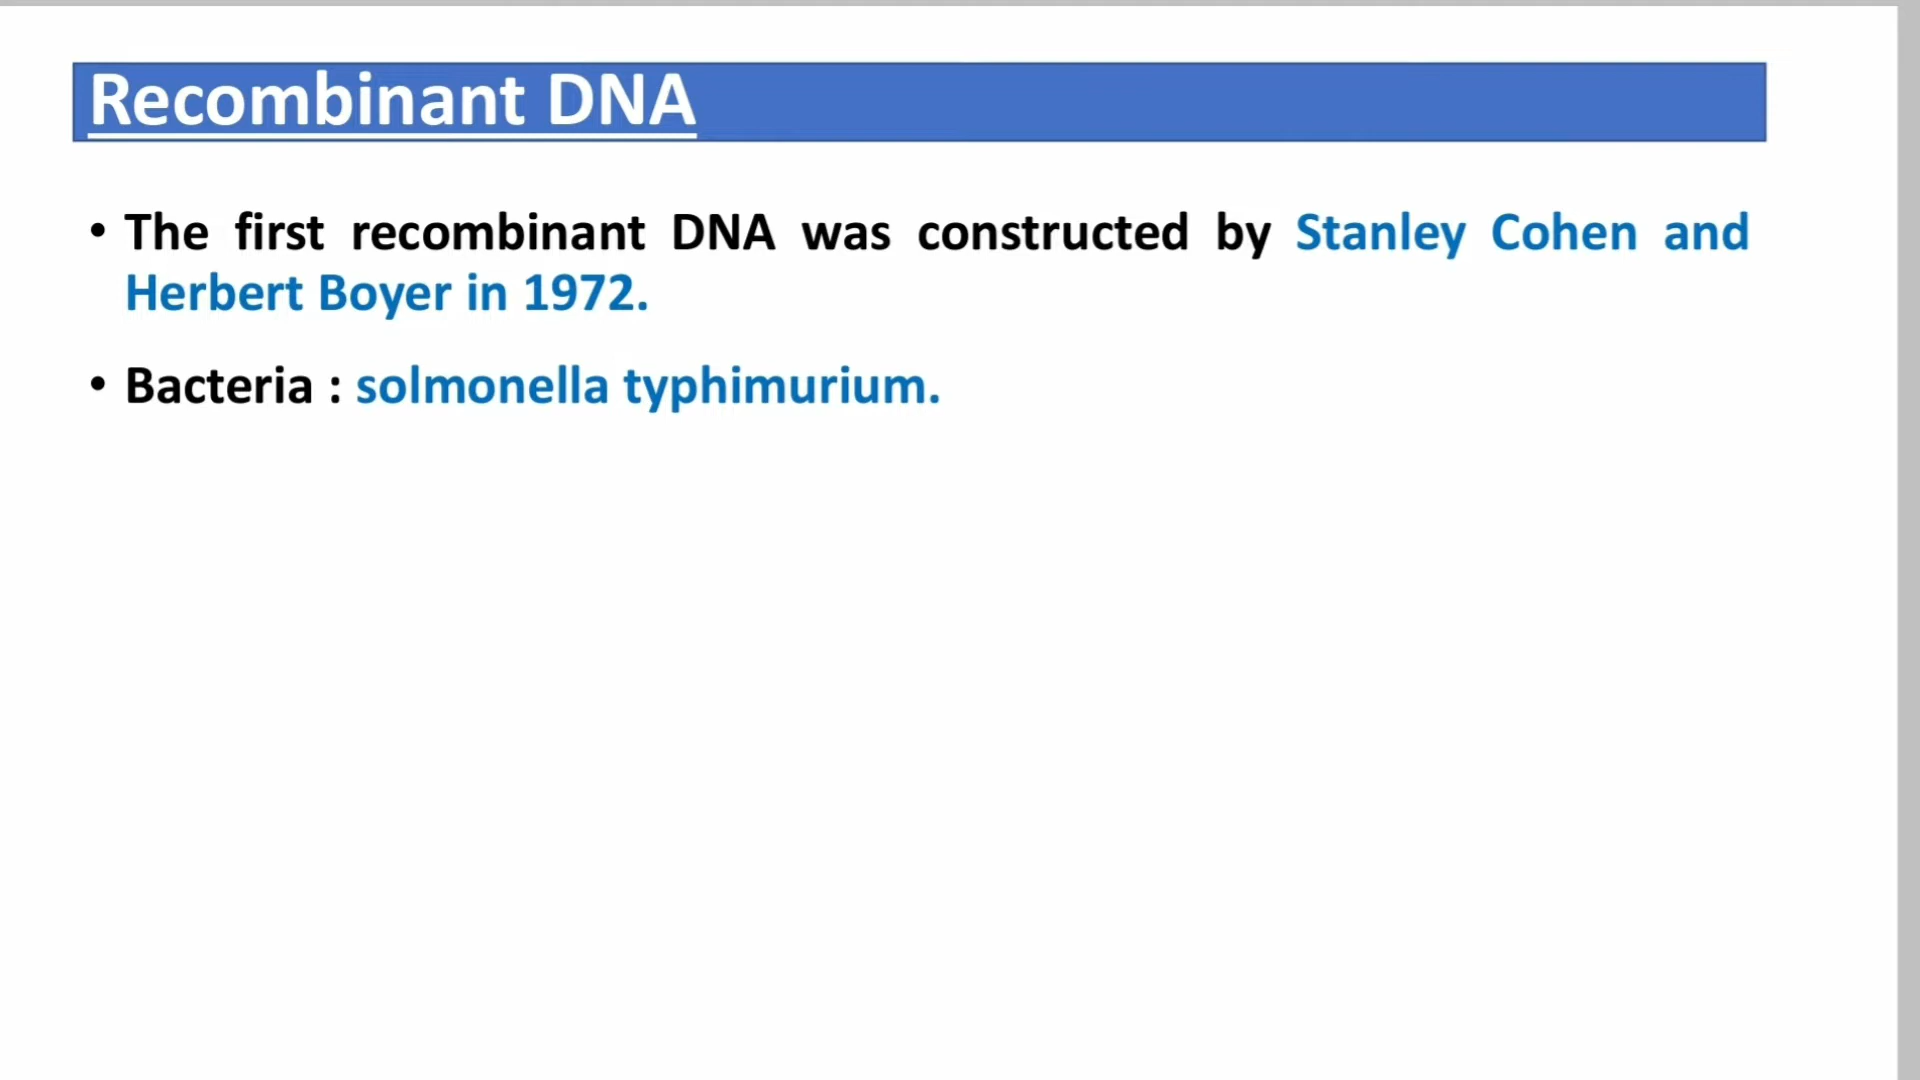 Recombinant DNA
• The first recombinant DNA was constructed by Stanley Cohen and
Herbert Boyer in 1972.
• Bacteria : solmonella typhimurium.